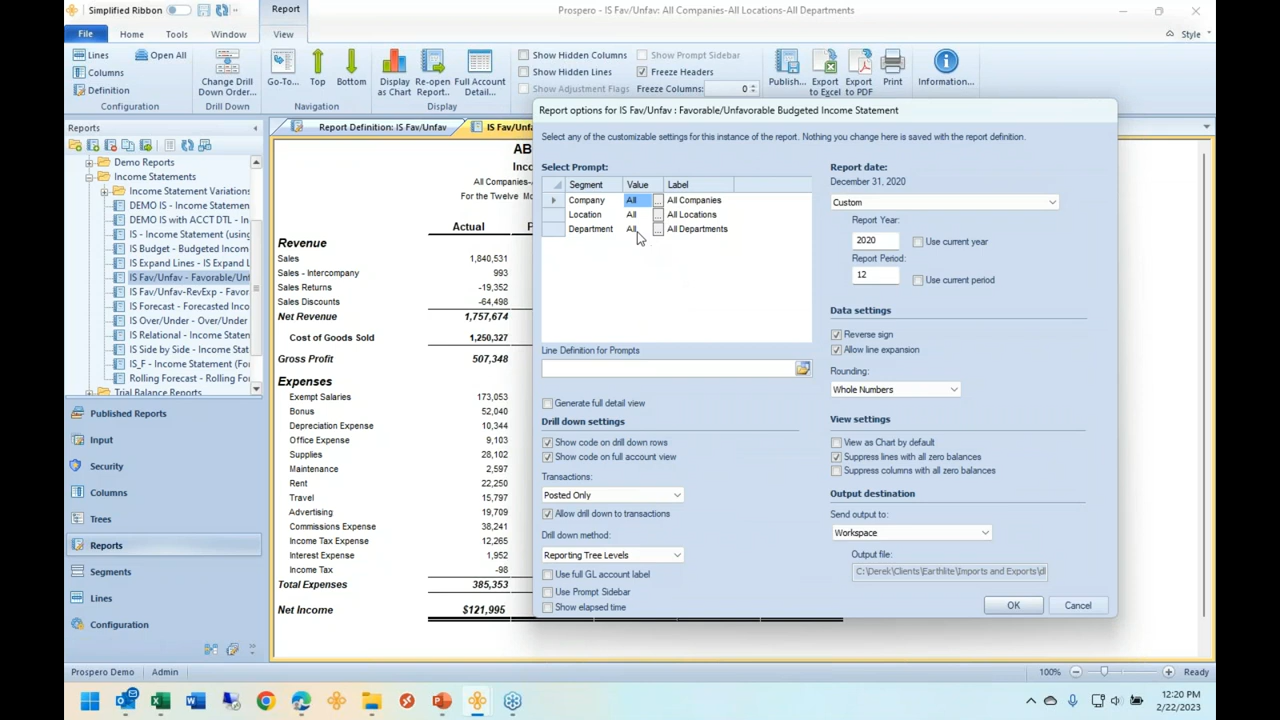 Simplified Ribbon
Report
Prospero - IS Fav/Unfav: All Companies-All Locations-All Departments
File
Home
Tools
Window
View
Style
Lines
Open All
Columns
Definition
Configuration
Change Drill
Down Order...
Drill Down
Go-To...
Top
Bottom
Navigation
Display
as Chart
Re-open
Report...
Full Account
Detail...
Display
Show Hidden Columns
Show Prompt Sidebar
Show Hidden Lines
Freeze Headers
Show Adjustment Flags
Freeze Columns:
0
Publish...
Export
to Excel
Export
to PDF
Print
Information...
Reports
Demo Reports
Income Statements
Income Statement Variations
DEMO IS - Income Statement
DEMO IS with ACCT DTL - In
IS - Income Statement (using
IS Budget - Budgeted Incom
IS Expand Lines - IS Expand L
IS Fav/Unfav - Favorable/Unf
IS Fav/Unfav-RevExp - Favor
IS Forecast - Forecasted Inco
IS Over/Under - Over/Under
IS Relational - Income Staten
IS Side by Side - Income Stat
IS_F - Income Statement (Fo
Rolling Forecast - Rolling For
Trial Balance Reports
Published Reports
Input
Security
Columns
Trees
Reports
Segments
Lines
Configuration
Report Definition: IS Fav/Unfav
IS Fav/Unf
AB
Inco
All Companies-
For the Twelve Mo
Actual
Revenue
Sales 1,840,531
Sales - Intercompany 993
Sales Returns -19,352
Sales Discounts -64,498
Net Revenue 1,757,674
Cost of Goods Sold 1,250,327
Gross Profit 507,348
Expenses
Exempt Salaries 173,053
Bonus 52,040
Depreciation Expense 10,344
Office Expense 9,103
Supplies 28,102
Maintenance 2,597
Rent 22,250
Travel 15,797
Advertising 19,709
Commissions Expense 38,241
Income Tax Expense 12,265
Interest Expense 1,952
Income Tax -98
Total Expenses 385,353
Net Income $121,995
Report options for IS Fav/Unfav : Favorable/Unfavorable Budgeted Income Statement
Select any of the customizable settings for this instance of the report. Nothing you change here is saved with the report definition.
Select Prompt:
Segment Value Label
Company All ... All Companies
Location All ... All Locations
Department All ... All Departments
Line Definition for Prompts
Generate full detail view
Drill down settings
Show code on drill down rows
Show code on full account view
Transactions:
Posted Only
Allow drill down to transactions
Drill down method:
Reporting Tree Levels
Use full GL account label
Use Prompt Sidebar
Show elapsed time
Report date:
December 31, 2020
Custom
Report Year:
2020
Use current year
Report Period:
12
Use current period
Data settings
Reverse sign
Allow line expansion
Rounding:
Whole Numbers
View settings
View as Chart by default
Suppress lines with all zero balances
Suppress columns with all zero balances
Output destination
Send output to:
Workspace
Output file:
C:\Derek\Clients\Earthlite\Imports and Exports\di
OK
Cancel
Prospero Demo
Admin
100%
Ready
12:20 PM
2/22/2023